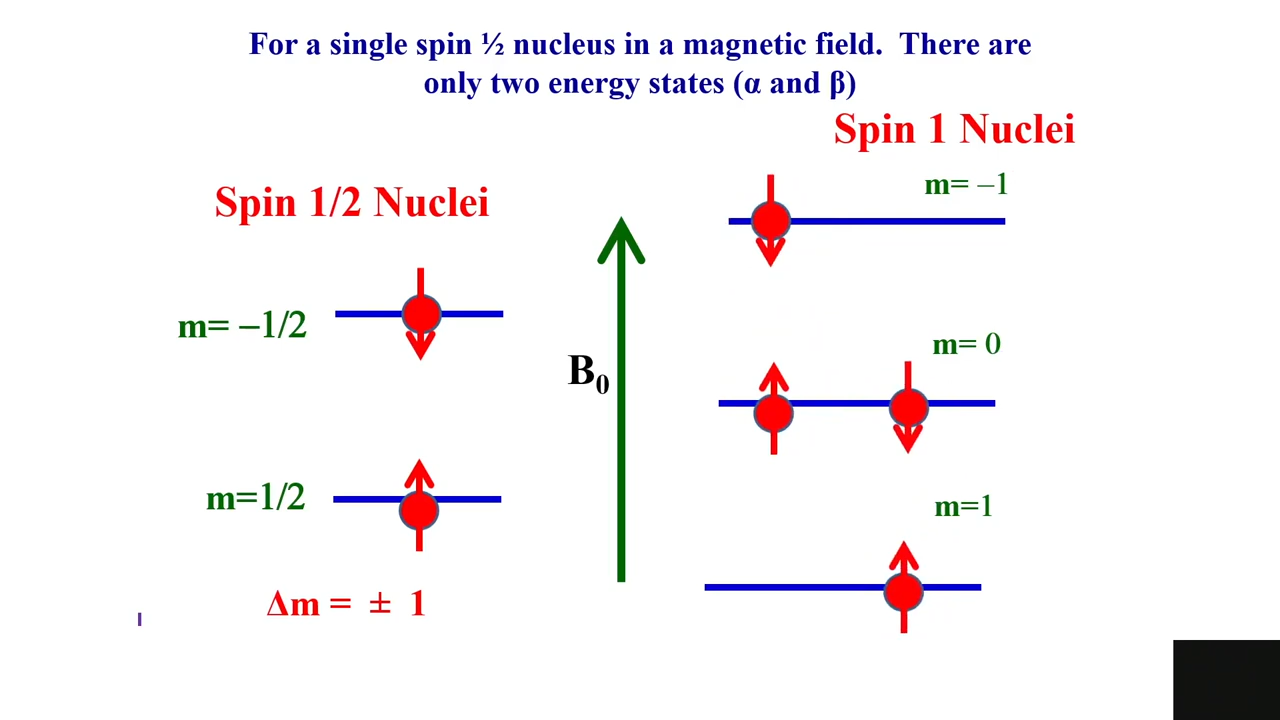 For a single spin ½ nucleus in a magnetic field.  There are
only two energy states (α and β)
Spin 1 Nuclei
m= –1
Spin 1/2 Nuclei
m= –1/2
m= 0
B₀
m=1/2
m=1
Δm = ± 1